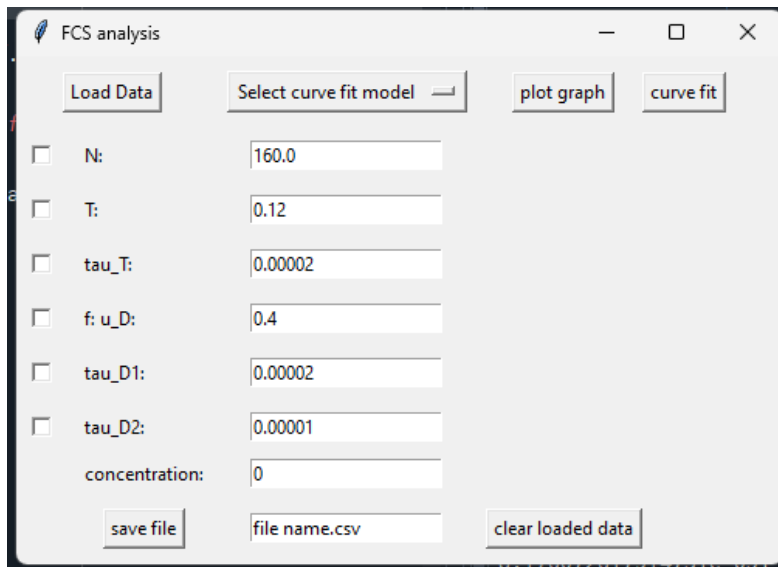 FCS analysis
Load Data Select curve fit model plot graph curve fit
N: 160.0
T: 0.12
tau_T: 0.00002
f: u_D: 0.4
tau_D1: 0.00002
tau_D2: 0.00001
concentration: 0
save file file name.csv clear loaded data